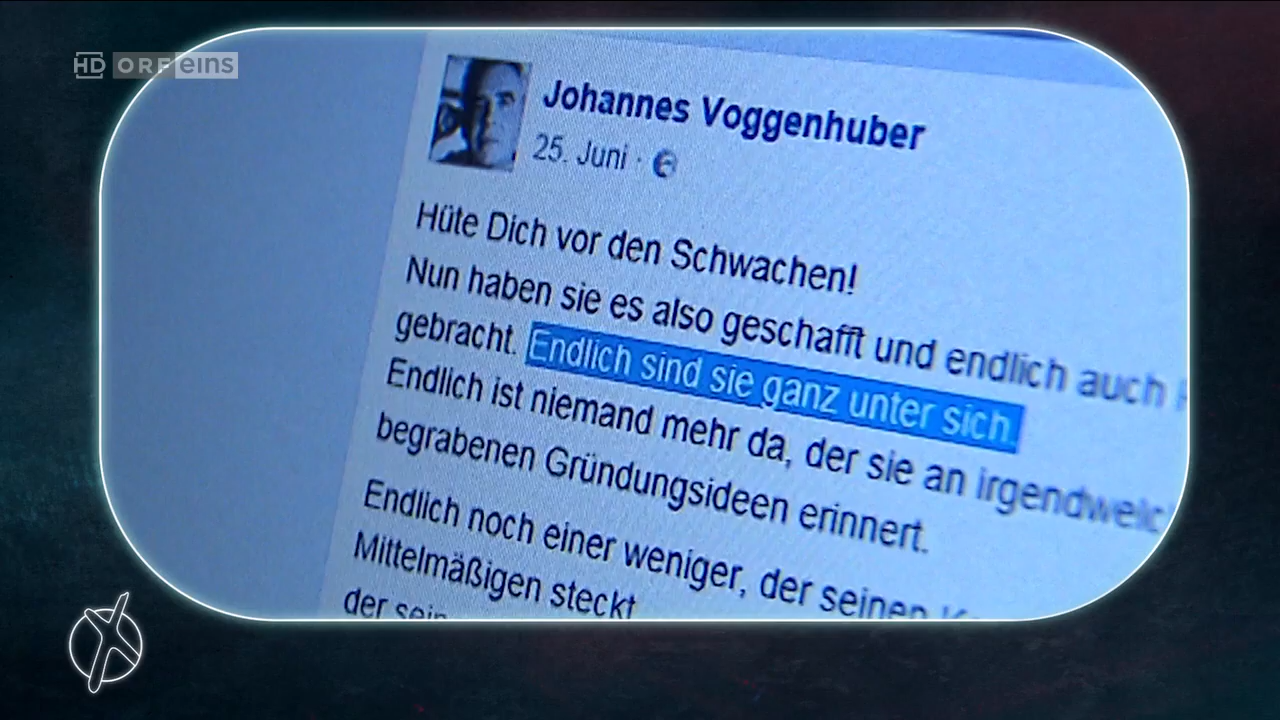 HD ORF eins
Johannes Voggenhuber
25. Juni ·
Hüte Dich vor den Schwachen!
Nun haben sie es also geschafft und endlich auch
gebracht. Endlich sind sie ganz unter sich.
Endlich ist niemand mehr da, der sie an
begrabenen Gründungsideen erinnert.
Endlich noch einer weniger, der seinen
Mittelmäßigen steckt
der sein